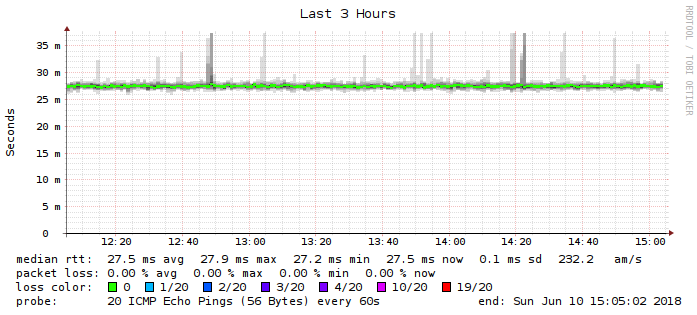 Last 3 Hours
RRDTOOL / TOBI OETIKER
Seconds
35 m
30 m
25 m
20 m
15 m
10 m
5 m
0
12:20 12:40 13:00 13:20 13:40 14:00 14:20 14:40 15:00
median rtt: 27.5 ms avg 27.9 ms max 27.2 ms min 27.5 ms now 0.1 ms sd 232.2 am/s
packet loss: 0.00 % avg 0.00 % max 0.00 % min 0.00 % now
loss color: 0 1/20 2/20 3/20 4/20 10/20 19/20
probe: 20 ICMP Echo Pings (56 Bytes) every 60s end: Sun Jun 10 15:05:02 2018